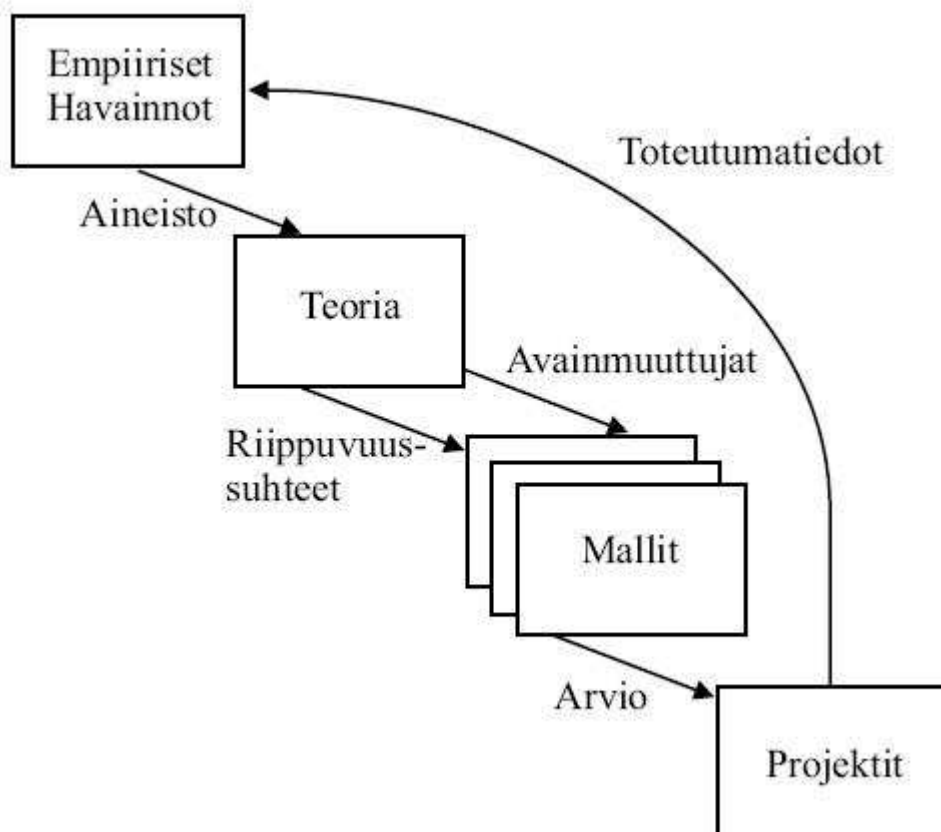 Empiiriset
Havainnot
Toteutumatiedot
Aineisto
Teoria
Avainmuuttujat
Riippuvuus-
suhteet
Mallit
Arvio
Projektit